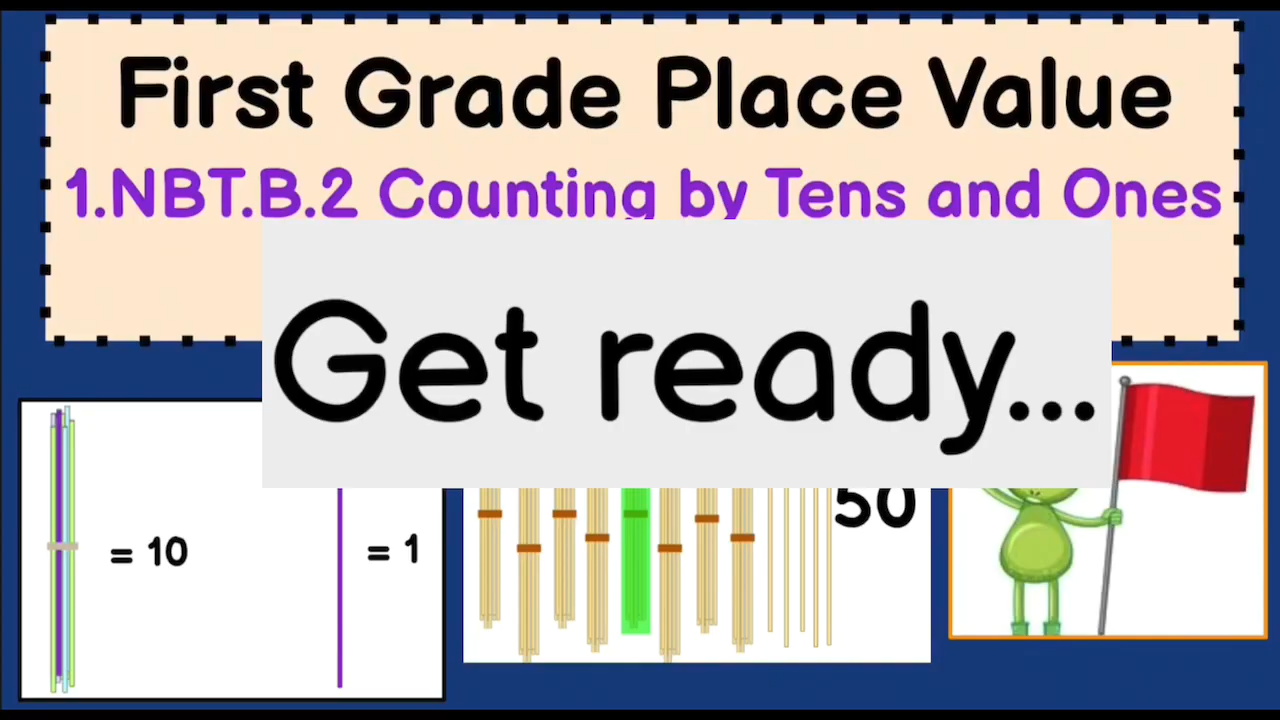 First Grade Place Value
1.NBT.B.2 Counting by Tens and Ones
Get ready...
50
= 10
= 1